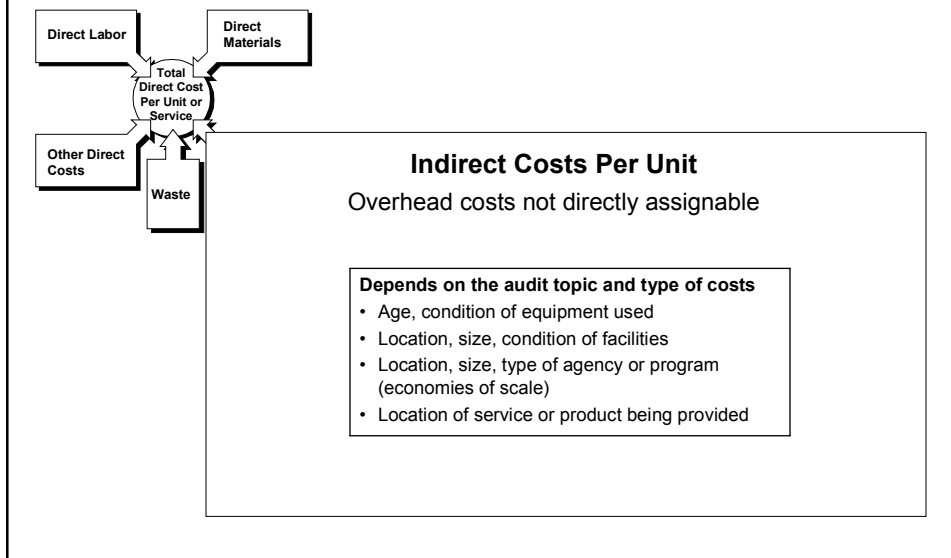 Direct Labor
Direct
Materials
Total
Direct Cost
Per Unit or
Service
Other Direct
Costs
Waste
Indirect Costs Per Unit
Overhead costs not directly assignable
Depends on the audit topic and type of costs
• Age, condition of equipment used
• Location, size, condition of facilities
• Location, size, type of agency or program
(economies of scale)
• Location of service or product being provided